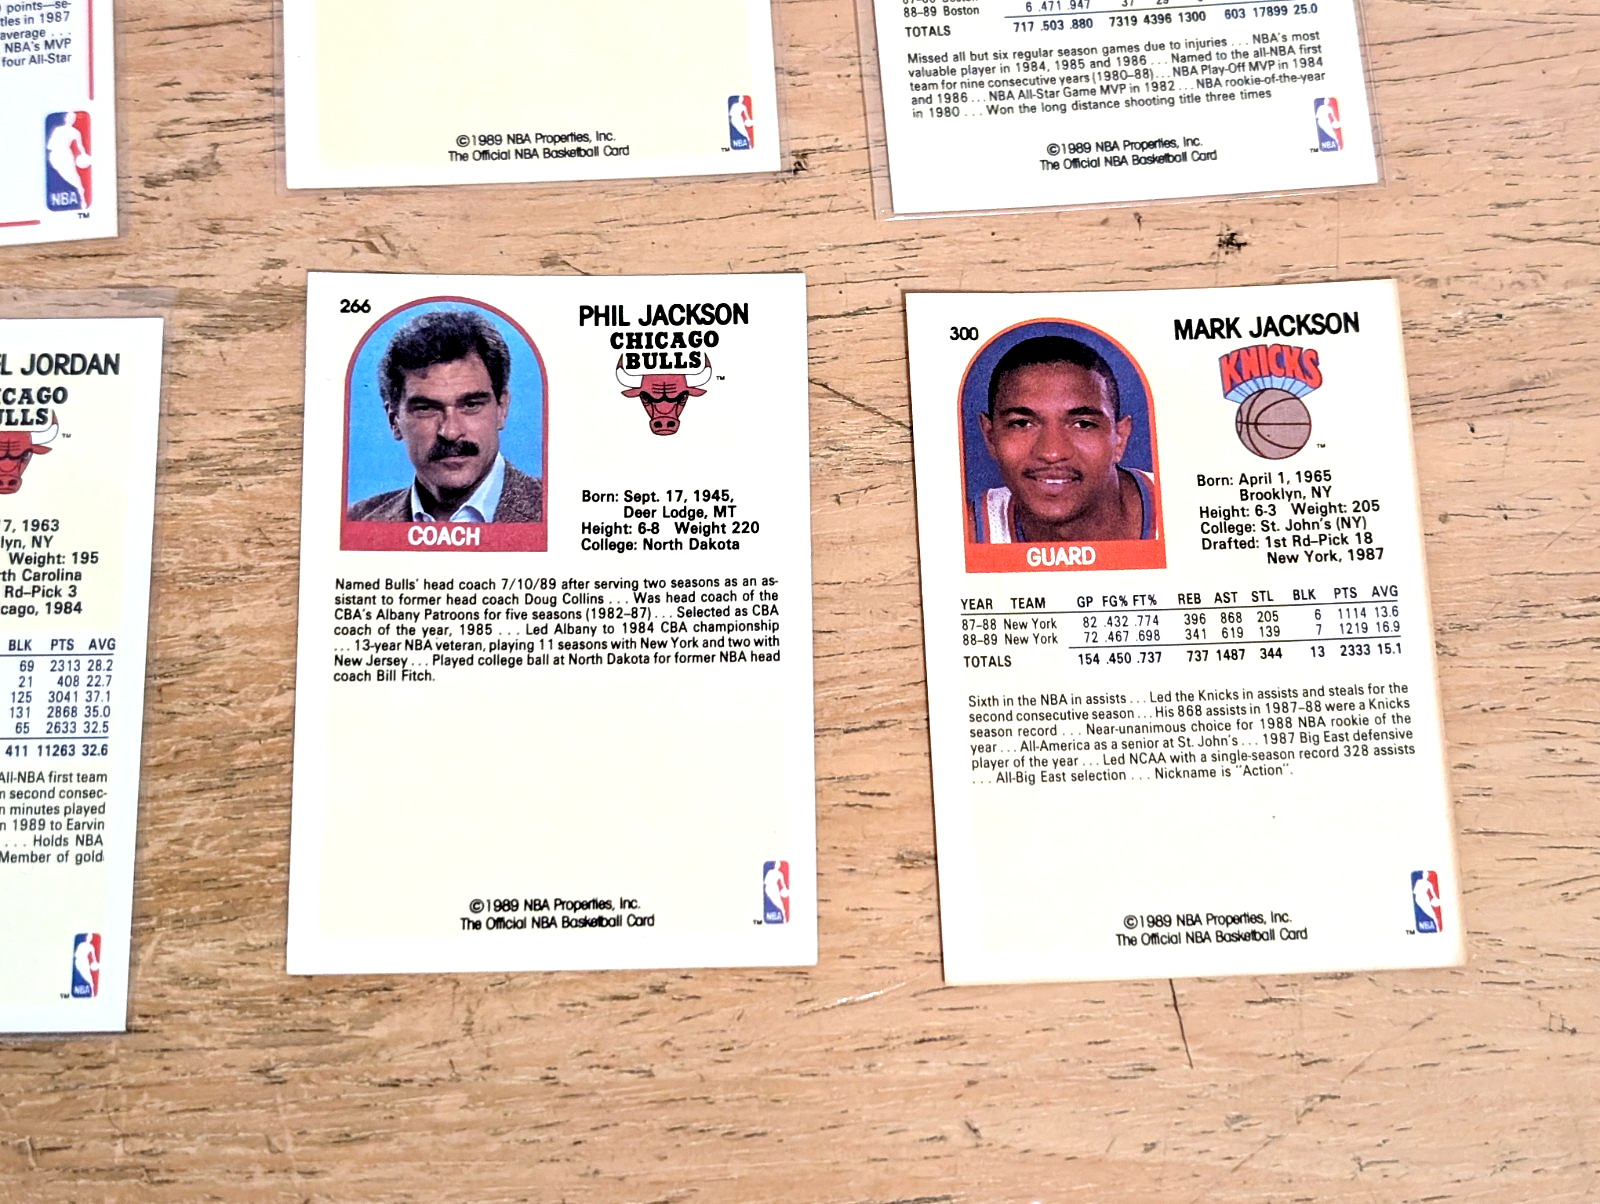 points—se-
tles in 1987
average . . .
NBA's MVP
four All-Star
NBA
TM
©1989 NBA Properties, Inc.
The Official NBA Basketball Card
NBA
TM
88-89 Boston 6 .471 .947
TOTALS 717 .503 .880 7319 4396 1300 603 17899 25.0
Missed all but six regular season games due to injuries . . . NBA's most
valuable player in 1984, 1985 and 1986 . . . Named to the all-NBA first
team for nine consecutive years (1980–88) . . . NBA Play-Off MVP in 1984
and 1986 . . . NBA All-Star Game MVP in 1982 . . . NBA rookie-of-the-year
in 1980 . . . Won the long distance shooting title three times
©1989 NBA Properties, Inc.
The Official NBA Basketball Card
NBA
TM
L JORDAN
CAGO
ULLS
TM
7, 1963
lyn, NY
Weight: 195
th Carolina
Rd–Pick 3
cago, 1984
BLK PTS AVG
69 2313 28.2
21 408 22.7
125 3041 37.1
131 2868 35.0
65 2633 32.5
411 11263 32.6
All-NBA first team
n second consec-
n minutes played
n 1989 to Earvin
. . . Holds NBA
Member of gold
NBA
TM
266
PHIL JACKSON
CHICAGO
BULLS
TM
COACH
Born: Sept. 17, 1945,
Deer Lodge, MT
Height: 6-8 Weight 220
College: North Dakota
Named Bulls' head coach 7/10/89 after serving two seasons as an as-
sistant to former head coach Doug Collins . . . Was head coach of the
CBA's Albany Patroons for five seasons (1982–87) . . . Selected as CBA
coach of the year, 1985 . . . Led Albany to 1984 CBA championship
. . . 13-year NBA veteran, playing 11 seasons with New York and two with
New Jersey . . . Played college ball at North Dakota for former NBA head
coach Bill Fitch.
©1989 NBA Properties, Inc.
The Official NBA Basketball Card
NBA
TM
300
MARK JACKSON
KNICKS
TM
GUARD
Born: April 1, 1965
Brooklyn, NY
Height: 6-3 Weight: 205
College: St. John's (NY)
Drafted: 1st Rd–Pick 18
New York, 1987
YEAR TEAM GP FG% FT% REB AST STL BLK PTS AVG
87-88 New York 82 .432 .774 396 868 205 6 1114 13.6
88-89 New York 72 .467 .698 341 619 139 7 1219 16.9
TOTALS 154 .450 .737 737 1487 344 13 2333 15.1
Sixth in the NBA in assists . . . Led the Knicks in assists and steals for the
second consecutive season . . . His 868 assists in 1987–88 were a Knicks
season record . . . Near-unanimous choice for 1988 NBA rookie of the
year . . . All-America as a senior at St. John's . . . 1987 Big East defensive
player of the year . . . Led NCAA with a single-season record 328 assists
. . . All-Big East selection . . . Nickname is "Action".
©1989 NBA Properties, Inc.
The Official NBA Basketball Card
NBA
TM